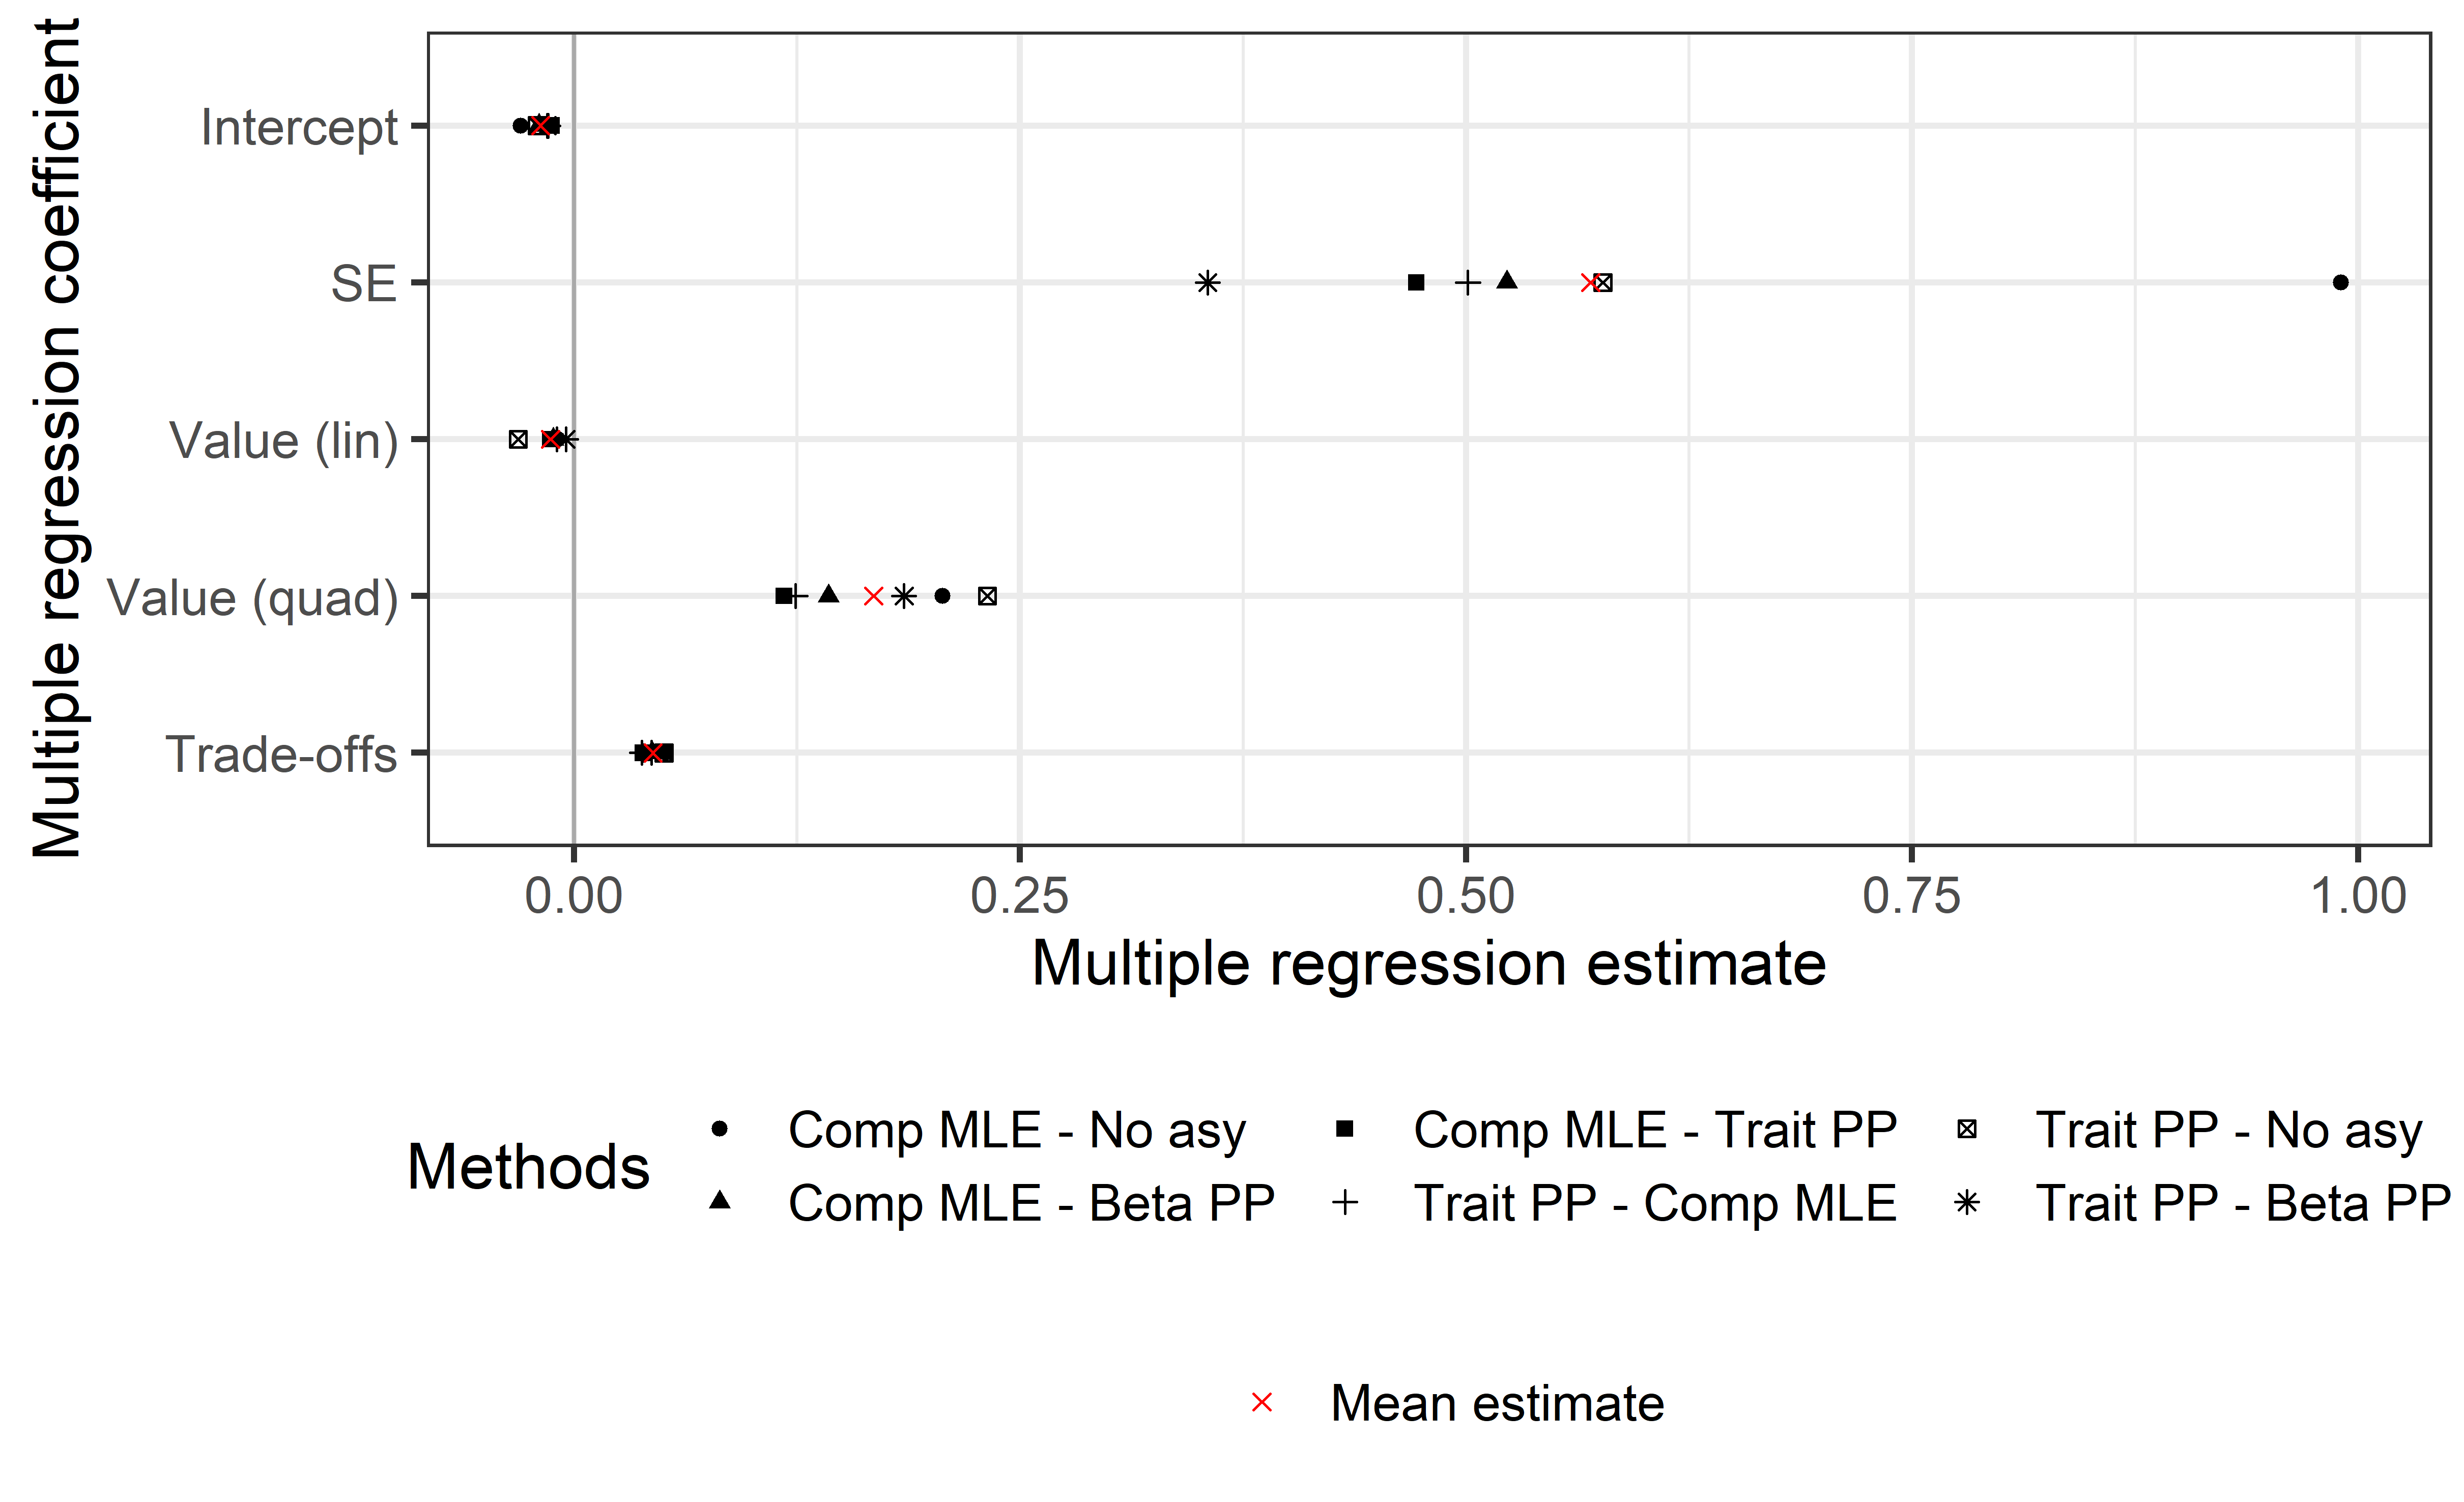 Multiple regression coefficient
Intercept
SE
Value (lin)
Value (quad)
Trade-offs
0.00 0.25 0.50 0.75 1.00
Multiple regression estimate
Methods
Comp MLE - No asy
Comp MLE - Beta PP
Comp MLE - Trait PP
Trait PP - Comp MLE
Trait PP - No asy
Trait PP - Beta PP
Mean estimate